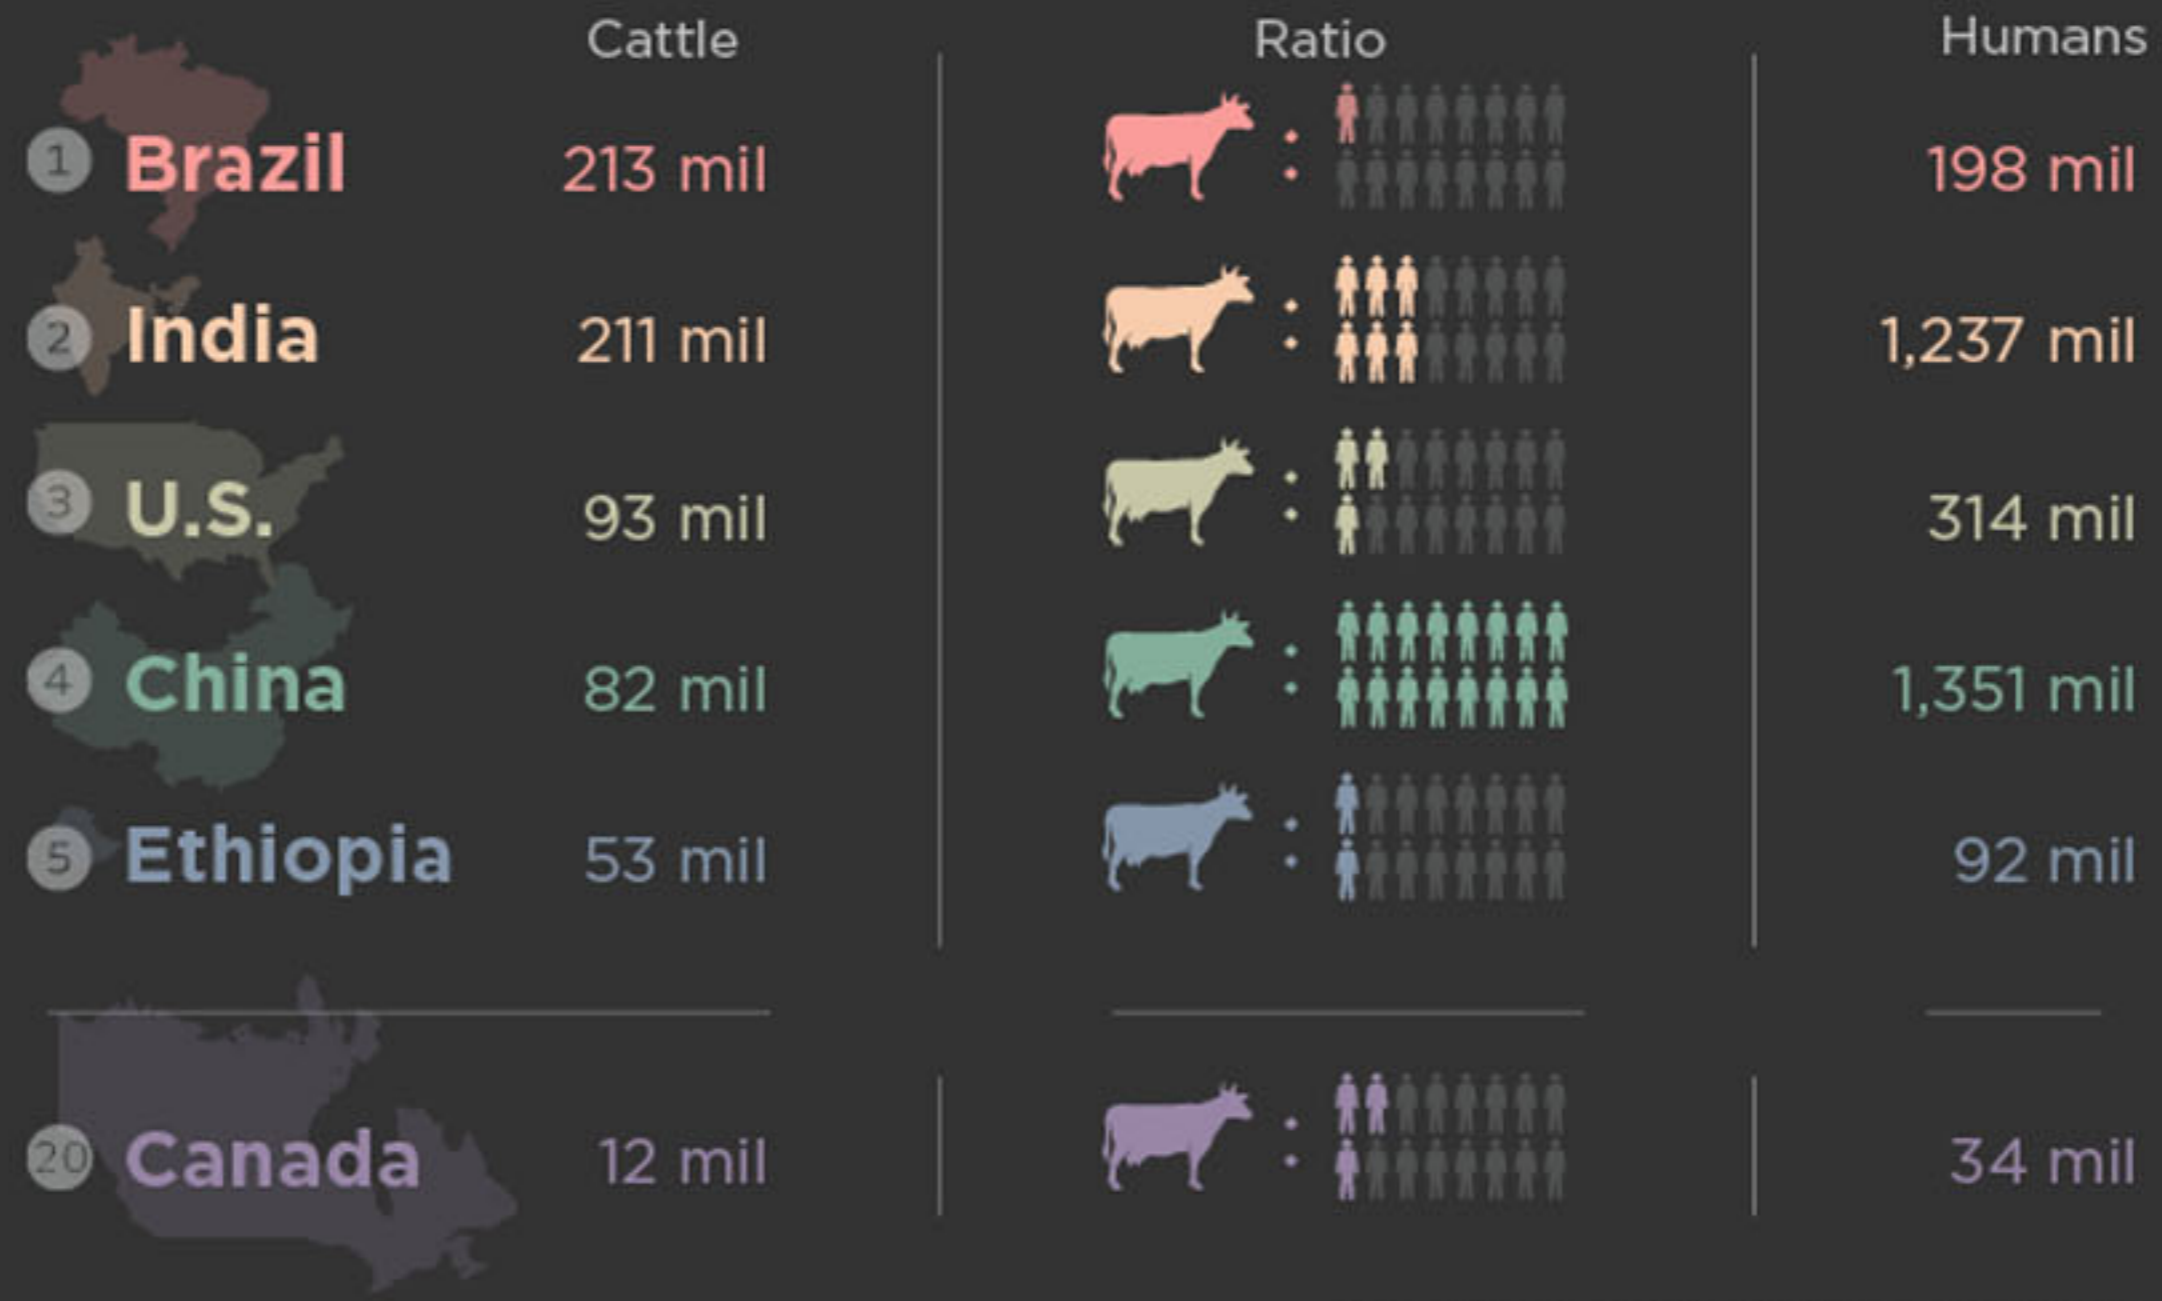 Cattle Ratio Humans
1 Brazil 213 mil : 198 mil
2 India 211 mil : 1,237 mil
3 U.S. 93 mil : 314 mil
4 China 82 mil : 1,351 mil
5 Ethiopia 53 mil : 92 mil
20 Canada 12 mil : 34 mil